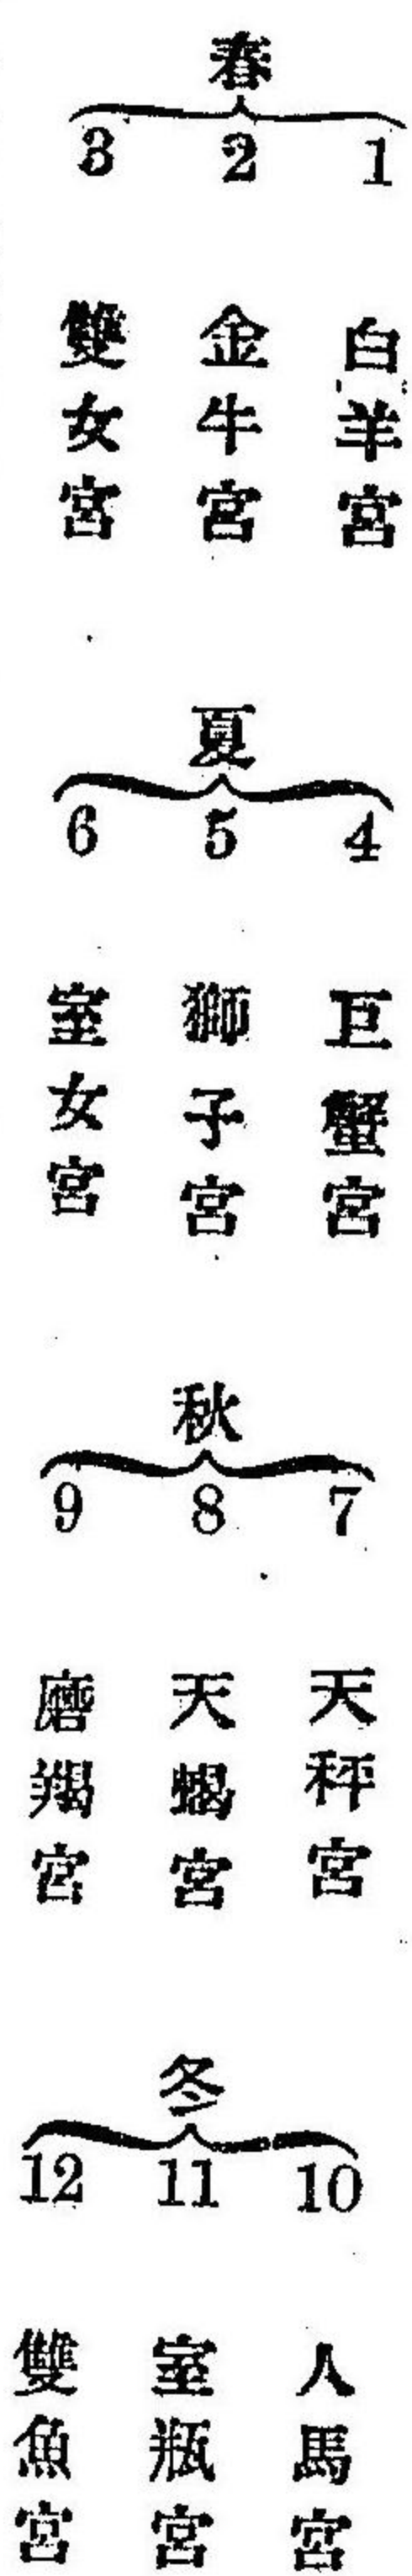 春
1 白羊宮
2 金牛宮
3 雙女宮
夏
4 巨蟹宮
5 獅子宮
6 室女宮
秋
7 天秤宮
8 天蝎宮
9 磨羯宮
冬
10 人馬宮
11 室瓶宮
12 雙魚宮